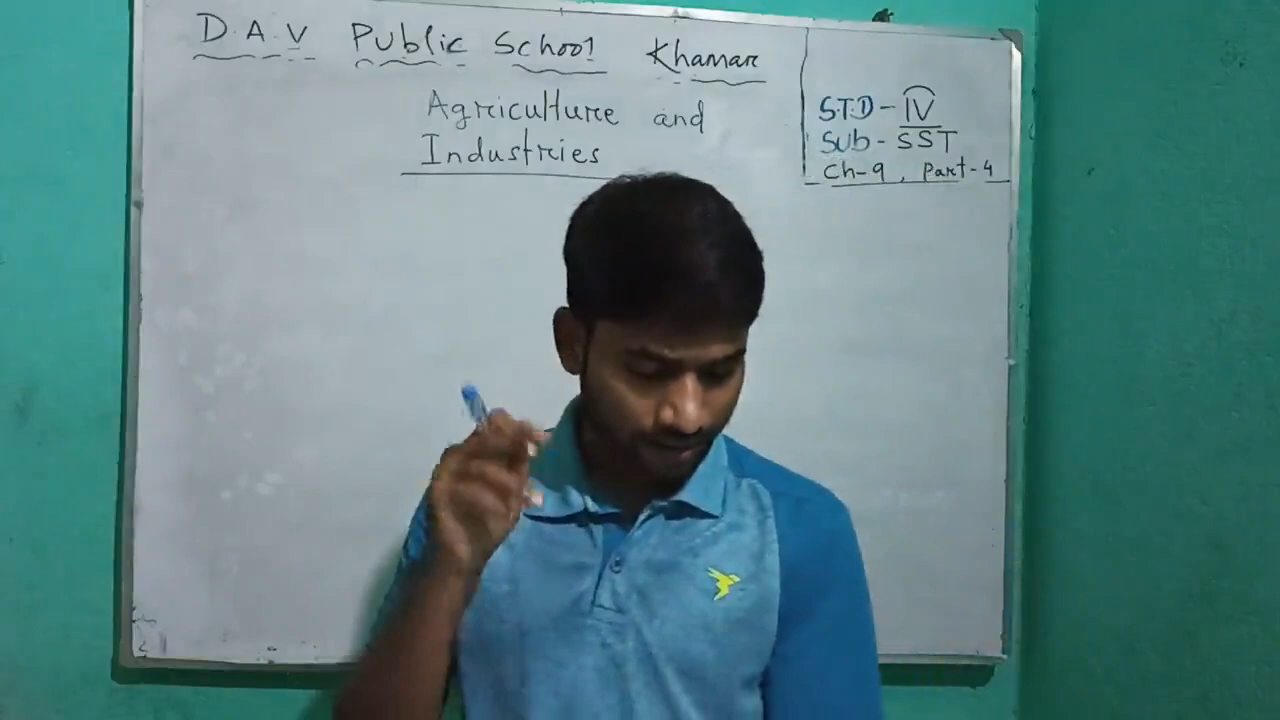 D.A.V Public School Khamar
Agriculture and
Industries
STD - IV
Sub - SST
Ch-9, Part-4